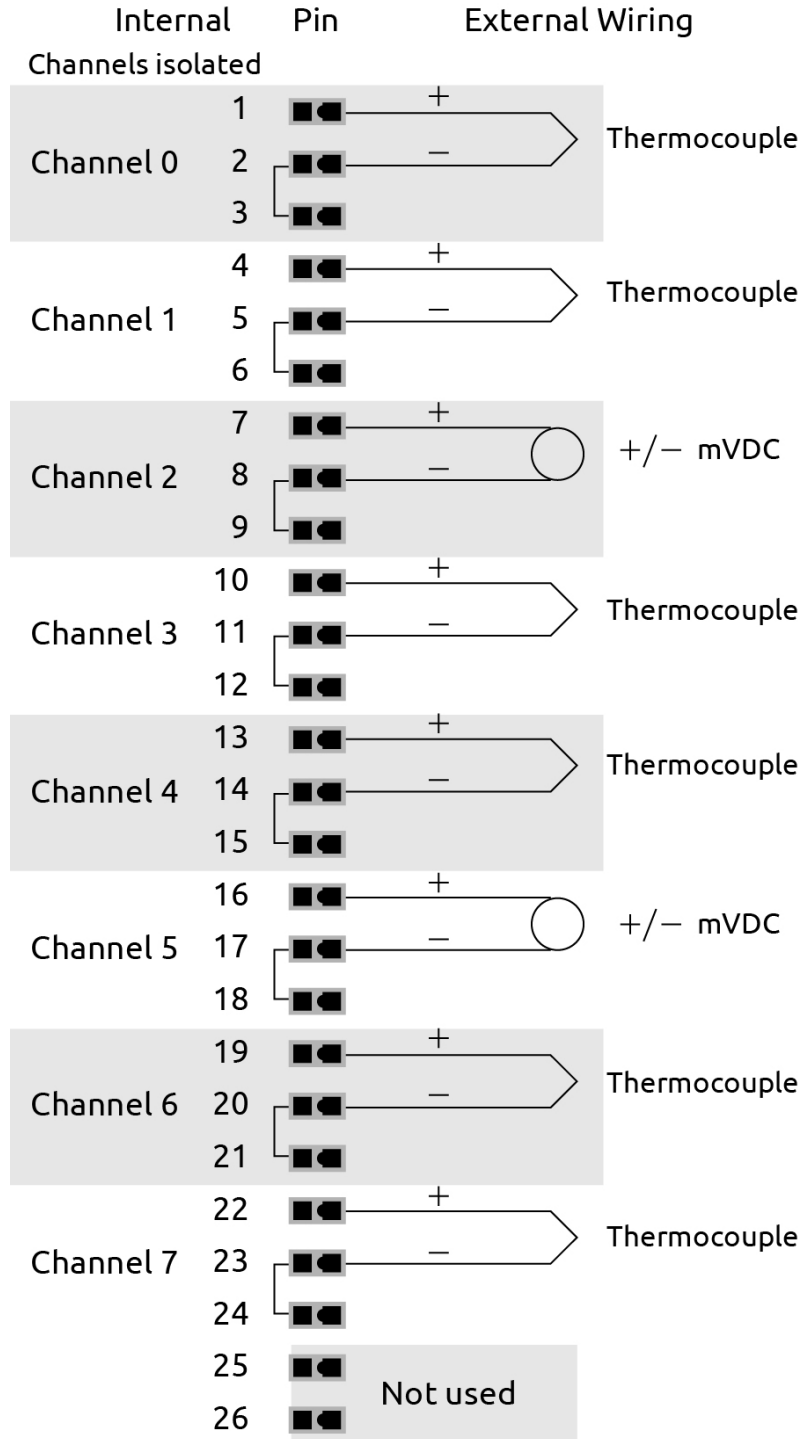 Internal Pin External Wiring
Channels isolated
1 +
Channel 0 2 − Thermocouple
3
4 +
Channel 1 5 − Thermocouple
6
7 +
Channel 2 8 − +/− mVDC
9
10 +
Channel 3 11 − Thermocouple
12
13 +
Channel 4 14 − Thermocouple
15
16 +
Channel 5 17 − +/− mVDC
18
19 +
Channel 6 20 − Thermocouple
21
22 +
Channel 7 23 − Thermocouple
24
25
Not used
26